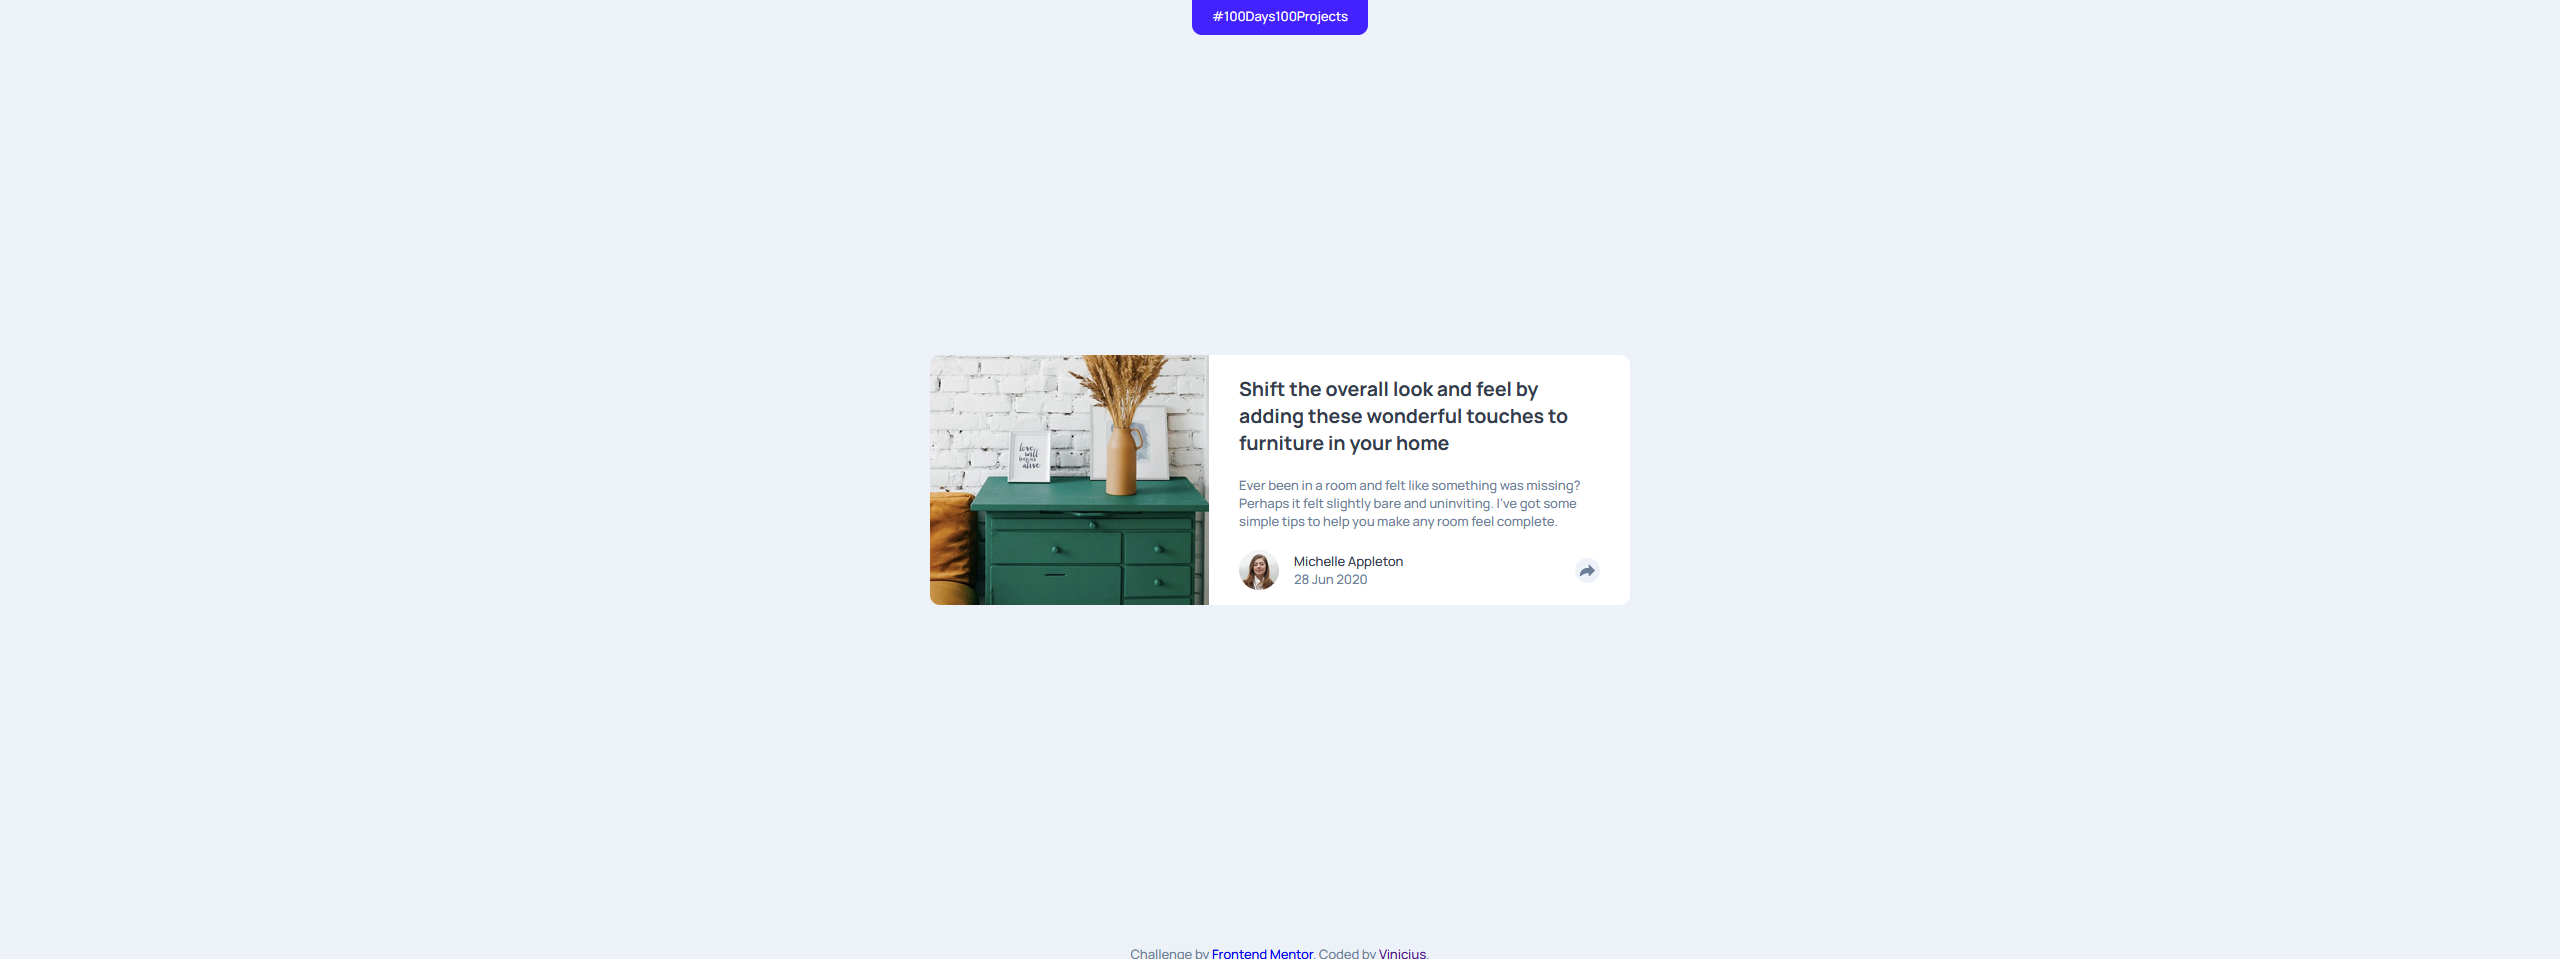 #100Days100Projects
Shift the overall look and feel by
adding these wonderful touches to
furniture in your home
love
will
keep us
alive
Ever been in a room and felt like something was missing?
Perhaps it felt slightly bare and uninviting. I've got some
simple tips to help you make any room feel complete.
Michelle Appleton
28 Jun 2020
Challenge by Frontend Mentor. Coded by Vinicius.